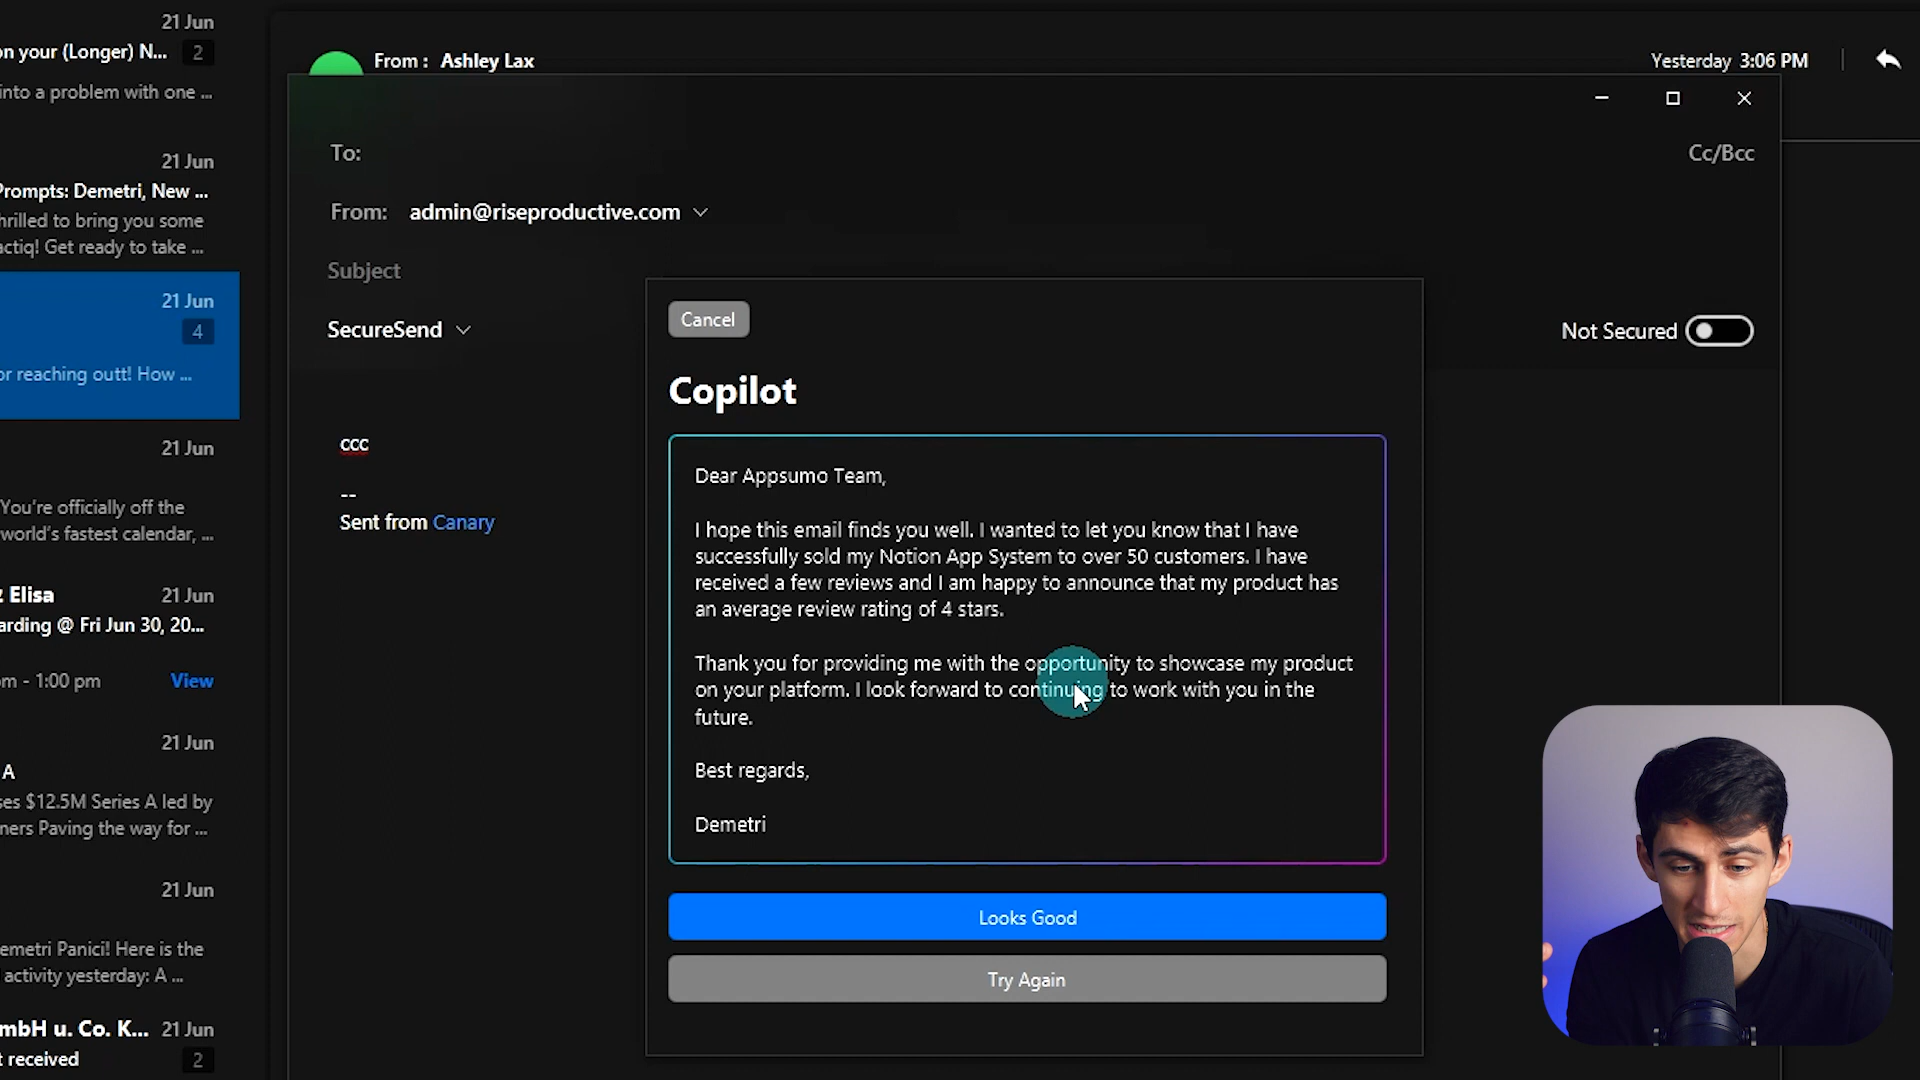 21 Jun
on your (Longer) N... 2
into a problem with one ...
21 Jun
Prompts: Demetri, New ...
hrilled to bring you some
actiq! Get ready to take ...
21 Jun
4
or reaching outt! How ...
21 Jun
You're officially off the
world's fastest calendar, ...
Elisa 21 Jun
arding @ Fri Jun 30, 20...
m - 1:00 pm View
21 Jun
A
ses $12.5M Series A led by
ners Paving the way for ...
21 Jun
emetri Panici! Here is the
activity yesterday: A ...
mbH u. Co. K... 21 Jun
t received 2
From : Ashley Lax
Yesterday 3:06 PM
To:
Cc/Bcc
From: admin@riseproductive.com
Subject
SecureSend
Not Secured
ccc
--
Sent from Canary
Cancel
Copilot
Dear Appsumo Team,
I hope this email finds you well. I wanted to let you know that I have
successfully sold my Notion App System to over 50 customers. I have
received a few reviews and I am happy to announce that my product has
an average review rating of 4 stars.
Thank you for providing me with the opportunity to showcase my product
on your platform. I look forward to continuing to work with you in the
future.
Best regards,
Demetri
Looks Good
Try Again